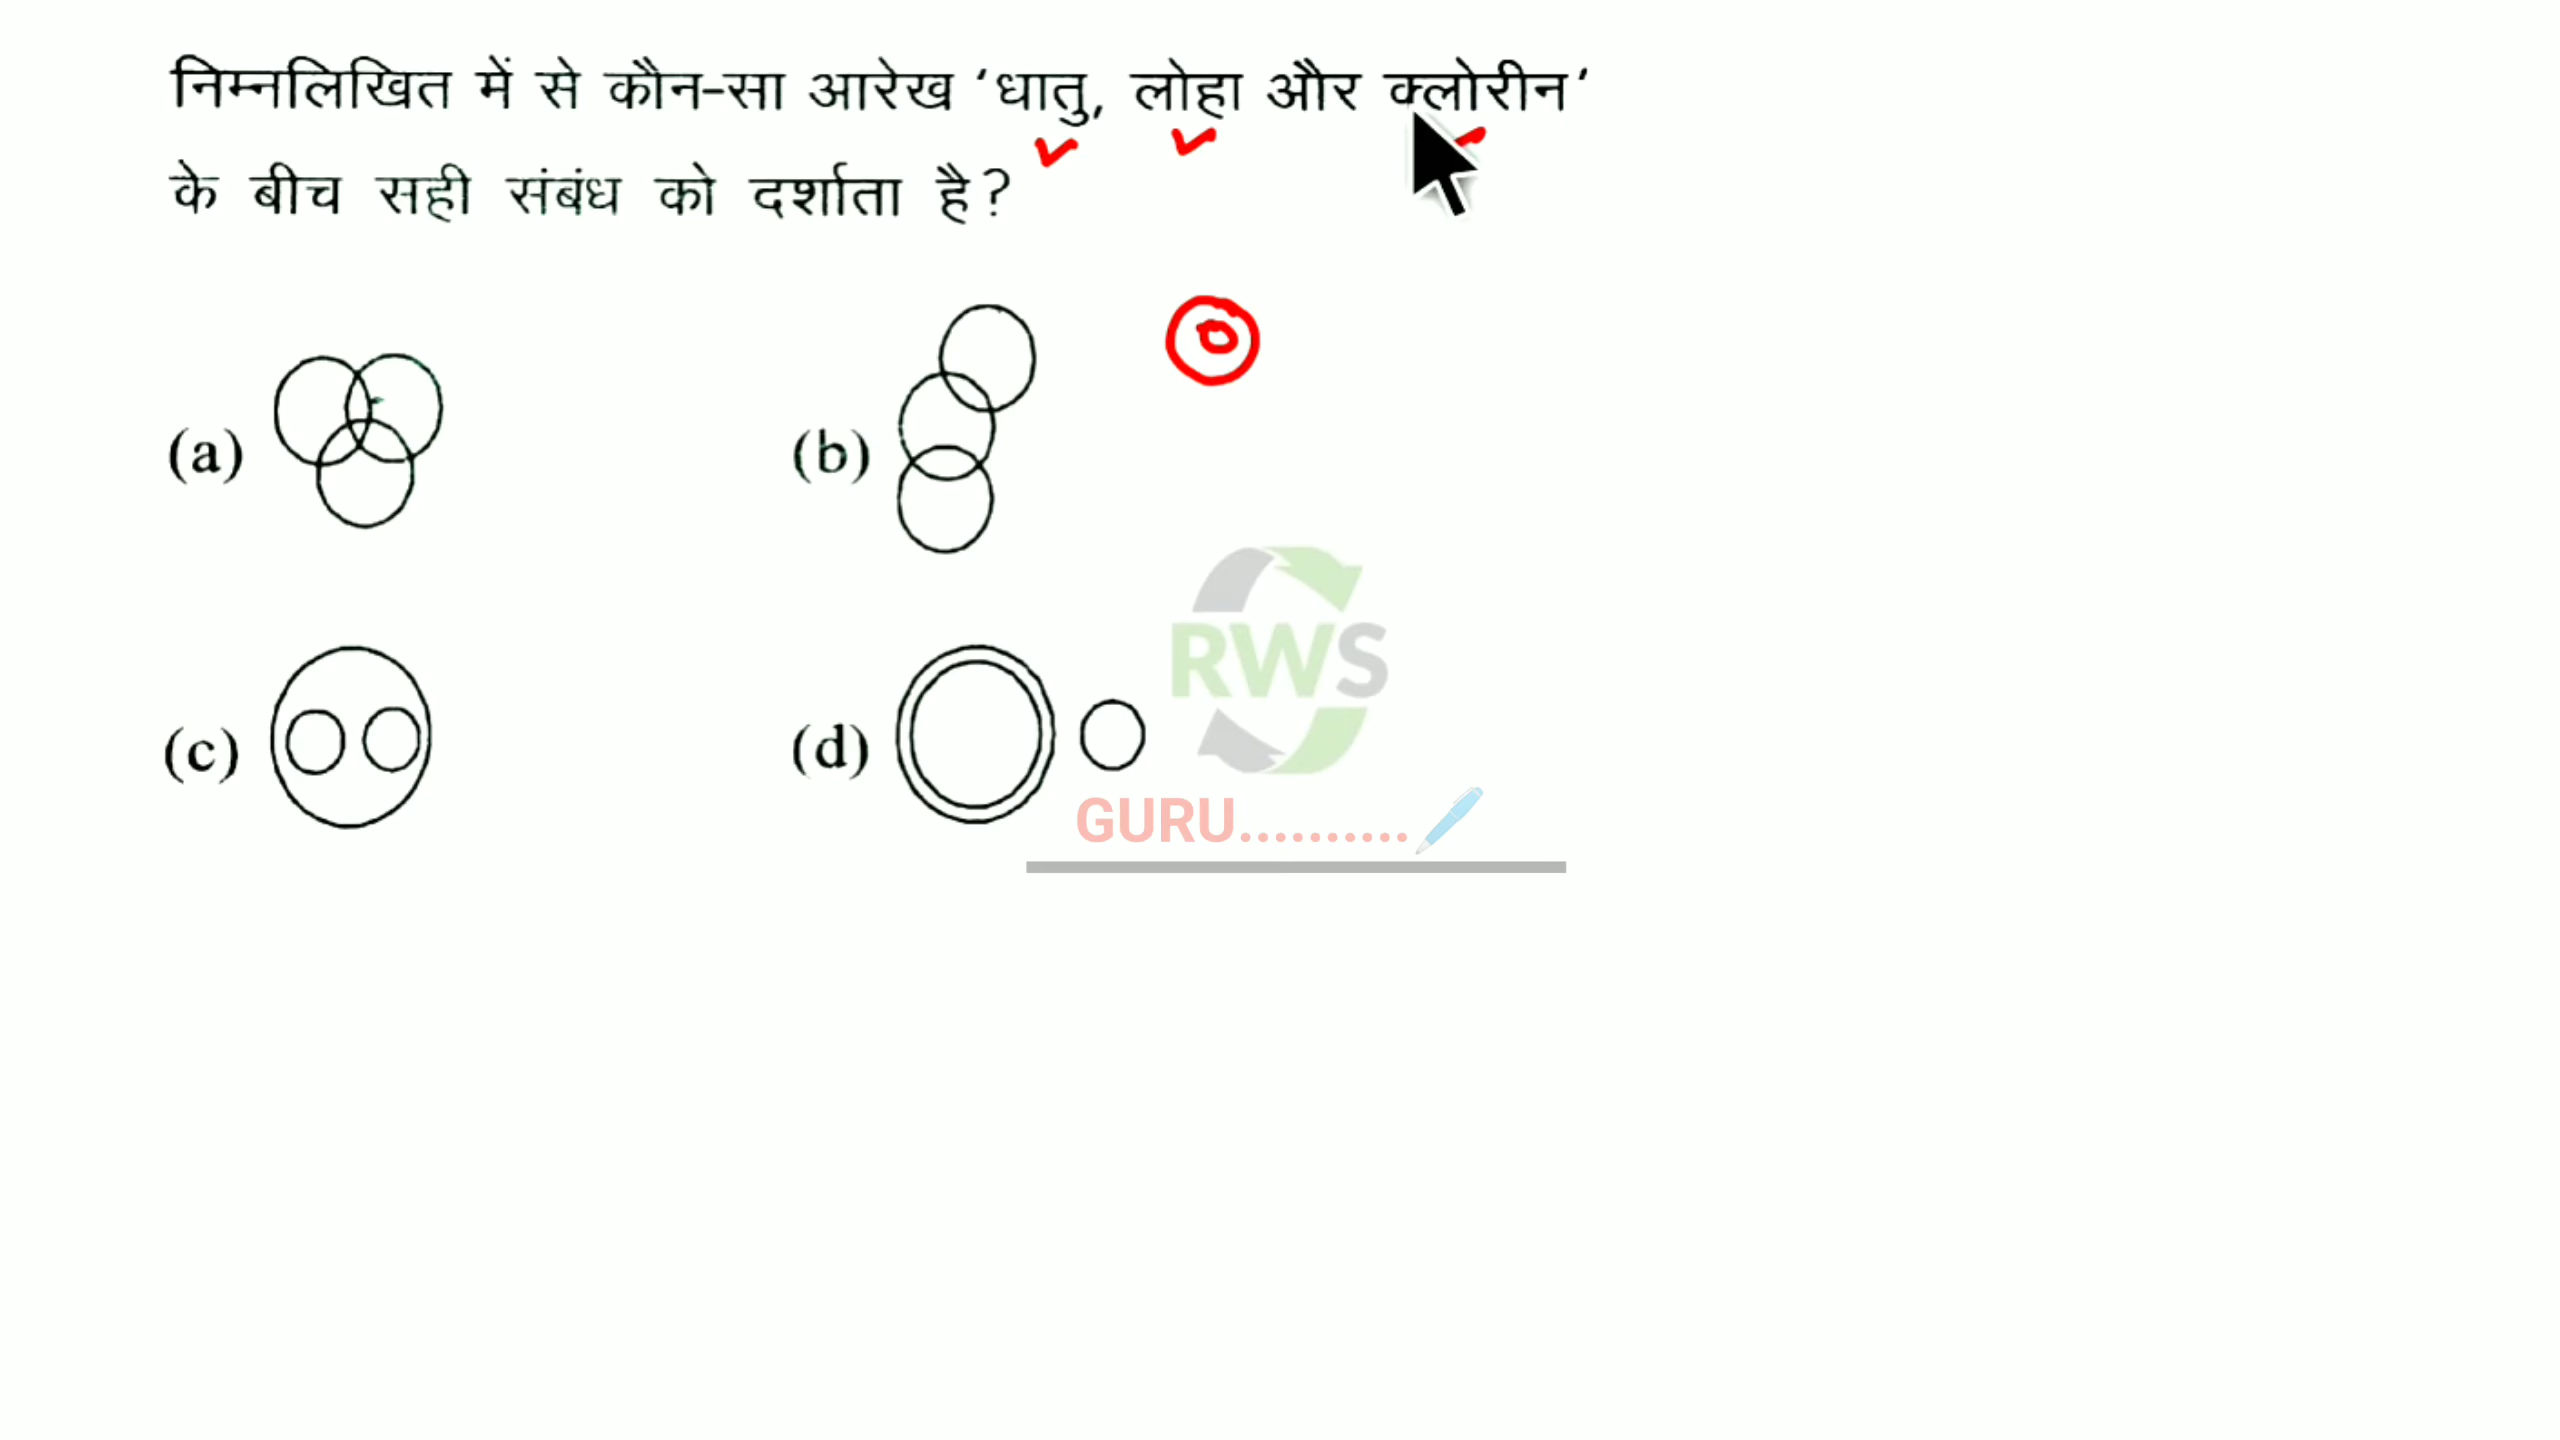 निम्नलिखित में से कौन-सा आरेख ‘धातु, लोहा और क्लोरीन’
के बीच सही संबंध को दर्शाता है?
(a)
(b)
(c)
(d)
RWS
GURU..........